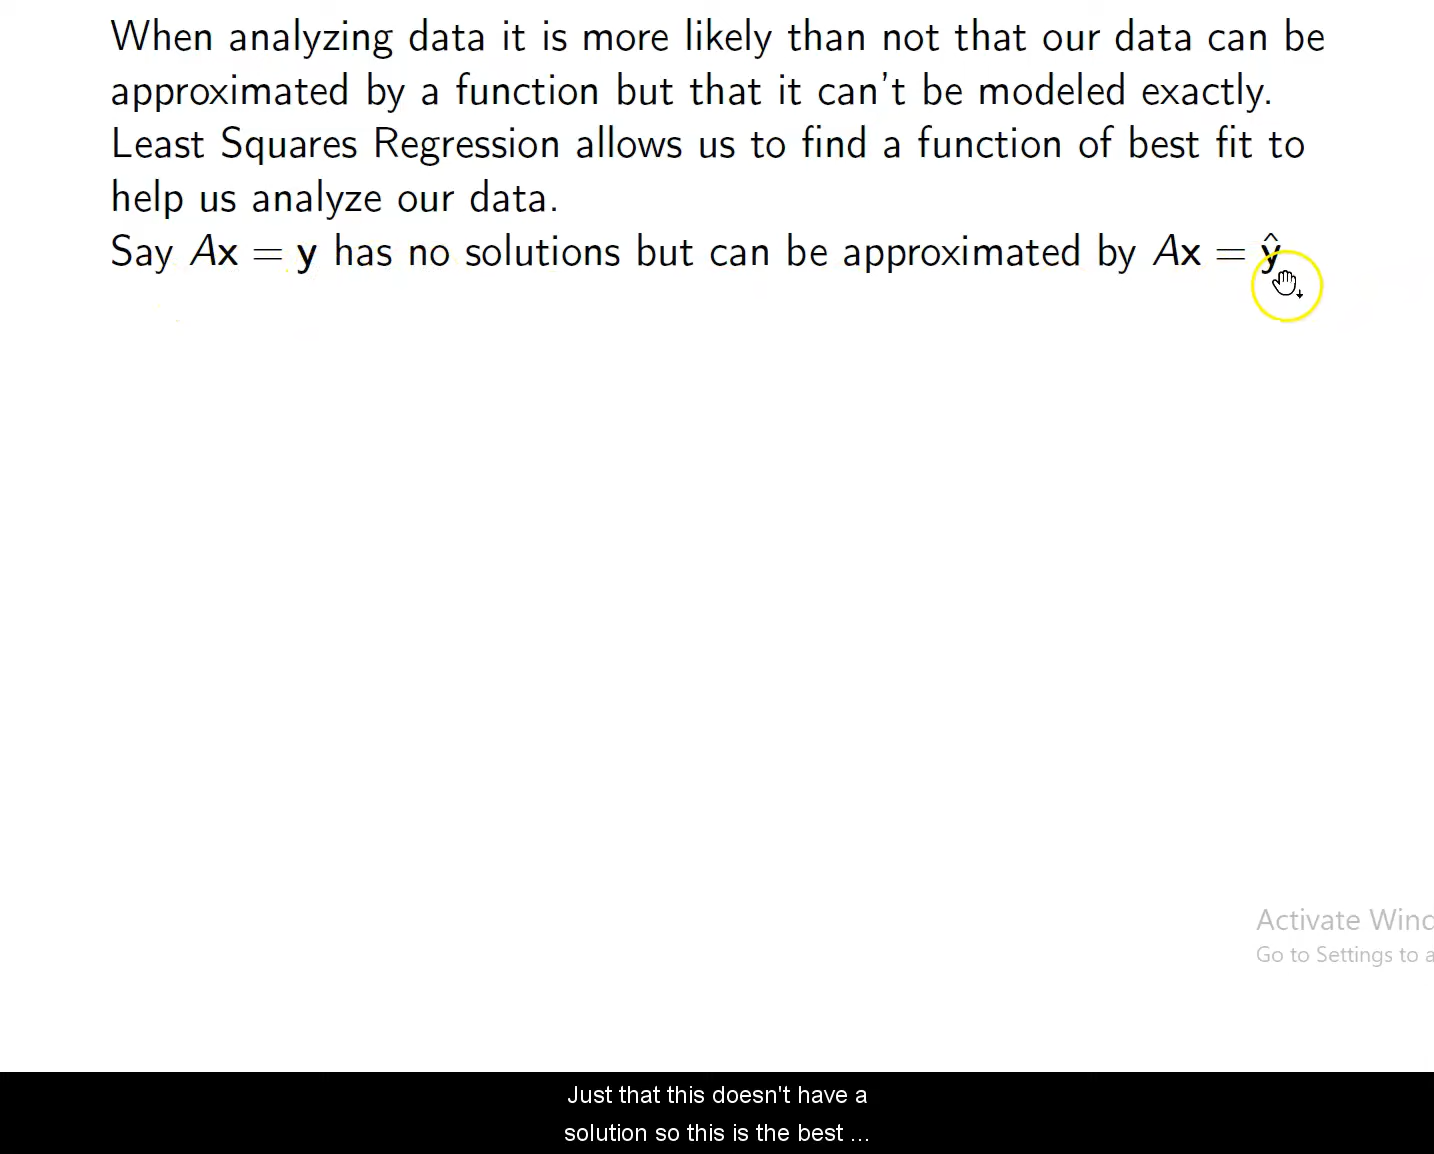 When analyzing data it is more likely than not that our data can be
approximated by a function but that it can't be modeled exactly.
Least Squares Regression allows us to find a function of best fit to
help us analyze our data.
Say Ax = y has no solutions but can be approximated by Ax = ŷ
Activate Wind
Go to Settings to a
Just that this doesn't have a
solution so this is the best ...